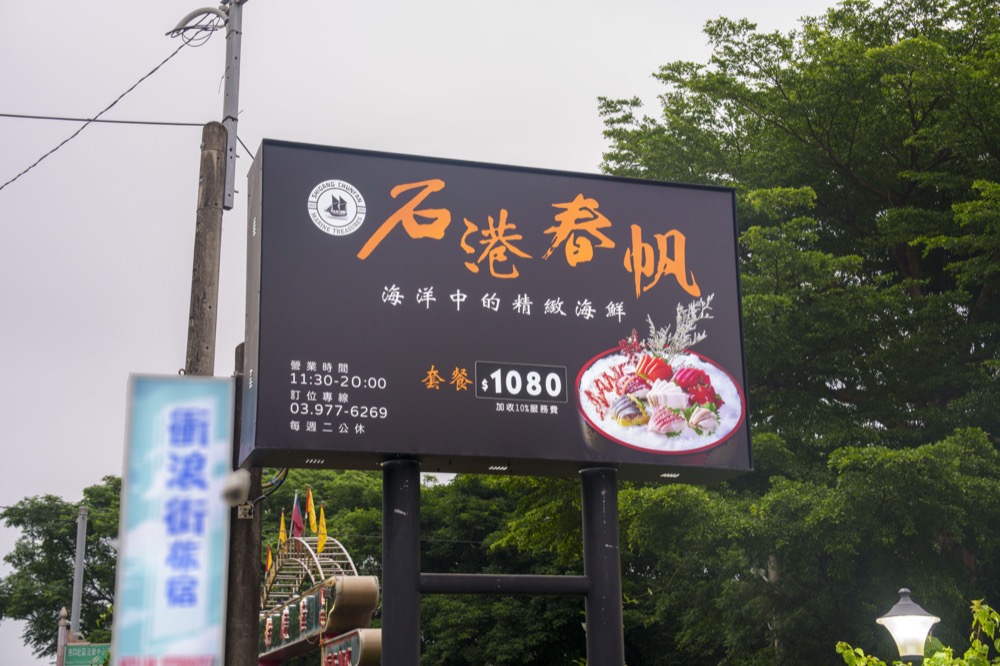 SHIGANG CHUNFAN
MARINE TREASURES
石港春帆
海洋中的精緻海鮮
營業時間
11:30-20:00
訂位專線
03.977-6269
每週二公休
套餐 $1080
加收10%服務費
衝浪街旅宿